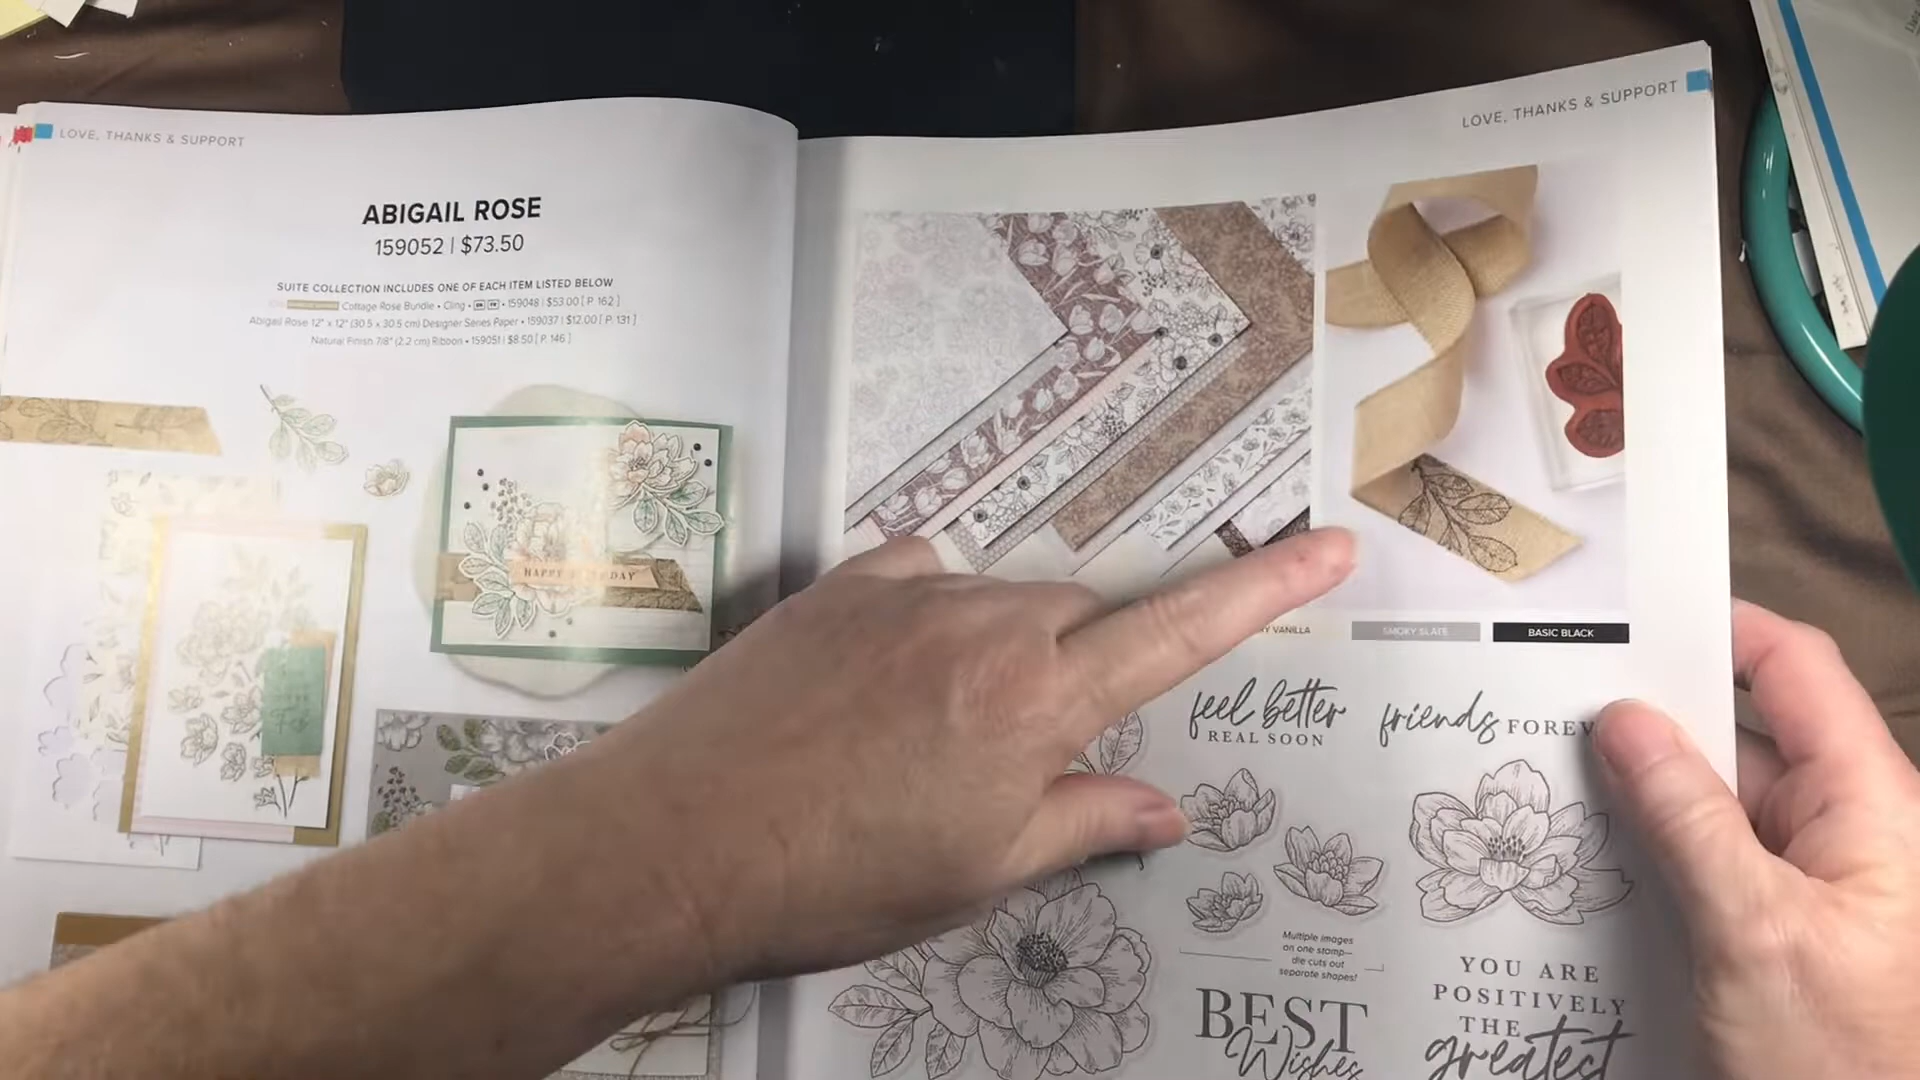 LOVE, THANKS & SUPPORT
ABIGAIL ROSE
159052 | $73.50
SUITE COLLECTION INCLUDES ONE OF EACH ITEM LISTED BELOW
Cottage Rose Bundle • Cling • • 159048 | $53.00 [ P. 162 ]
Abigail Rose 12" x 12" (30.5 x 30.5 cm) Designer Series Paper • 159037 | $12.00 [ P. 131 ]
Natural Finish 7/8" (2.2 cm) Ribbon • 159051 | $8.50 [ P. 146 ]
HAPPY BIRTHDAY
LOVE, THANKS & SUPPORT
VANILLA
SMOKY SLATE
BASIC BLACK
feel better
REAL SOON
friends FOREV
Multiple images
on one stamp—
die cuts out
separate shapes!
BEST
Wishes
YOU ARE
POSITIVELY
THE
greatest